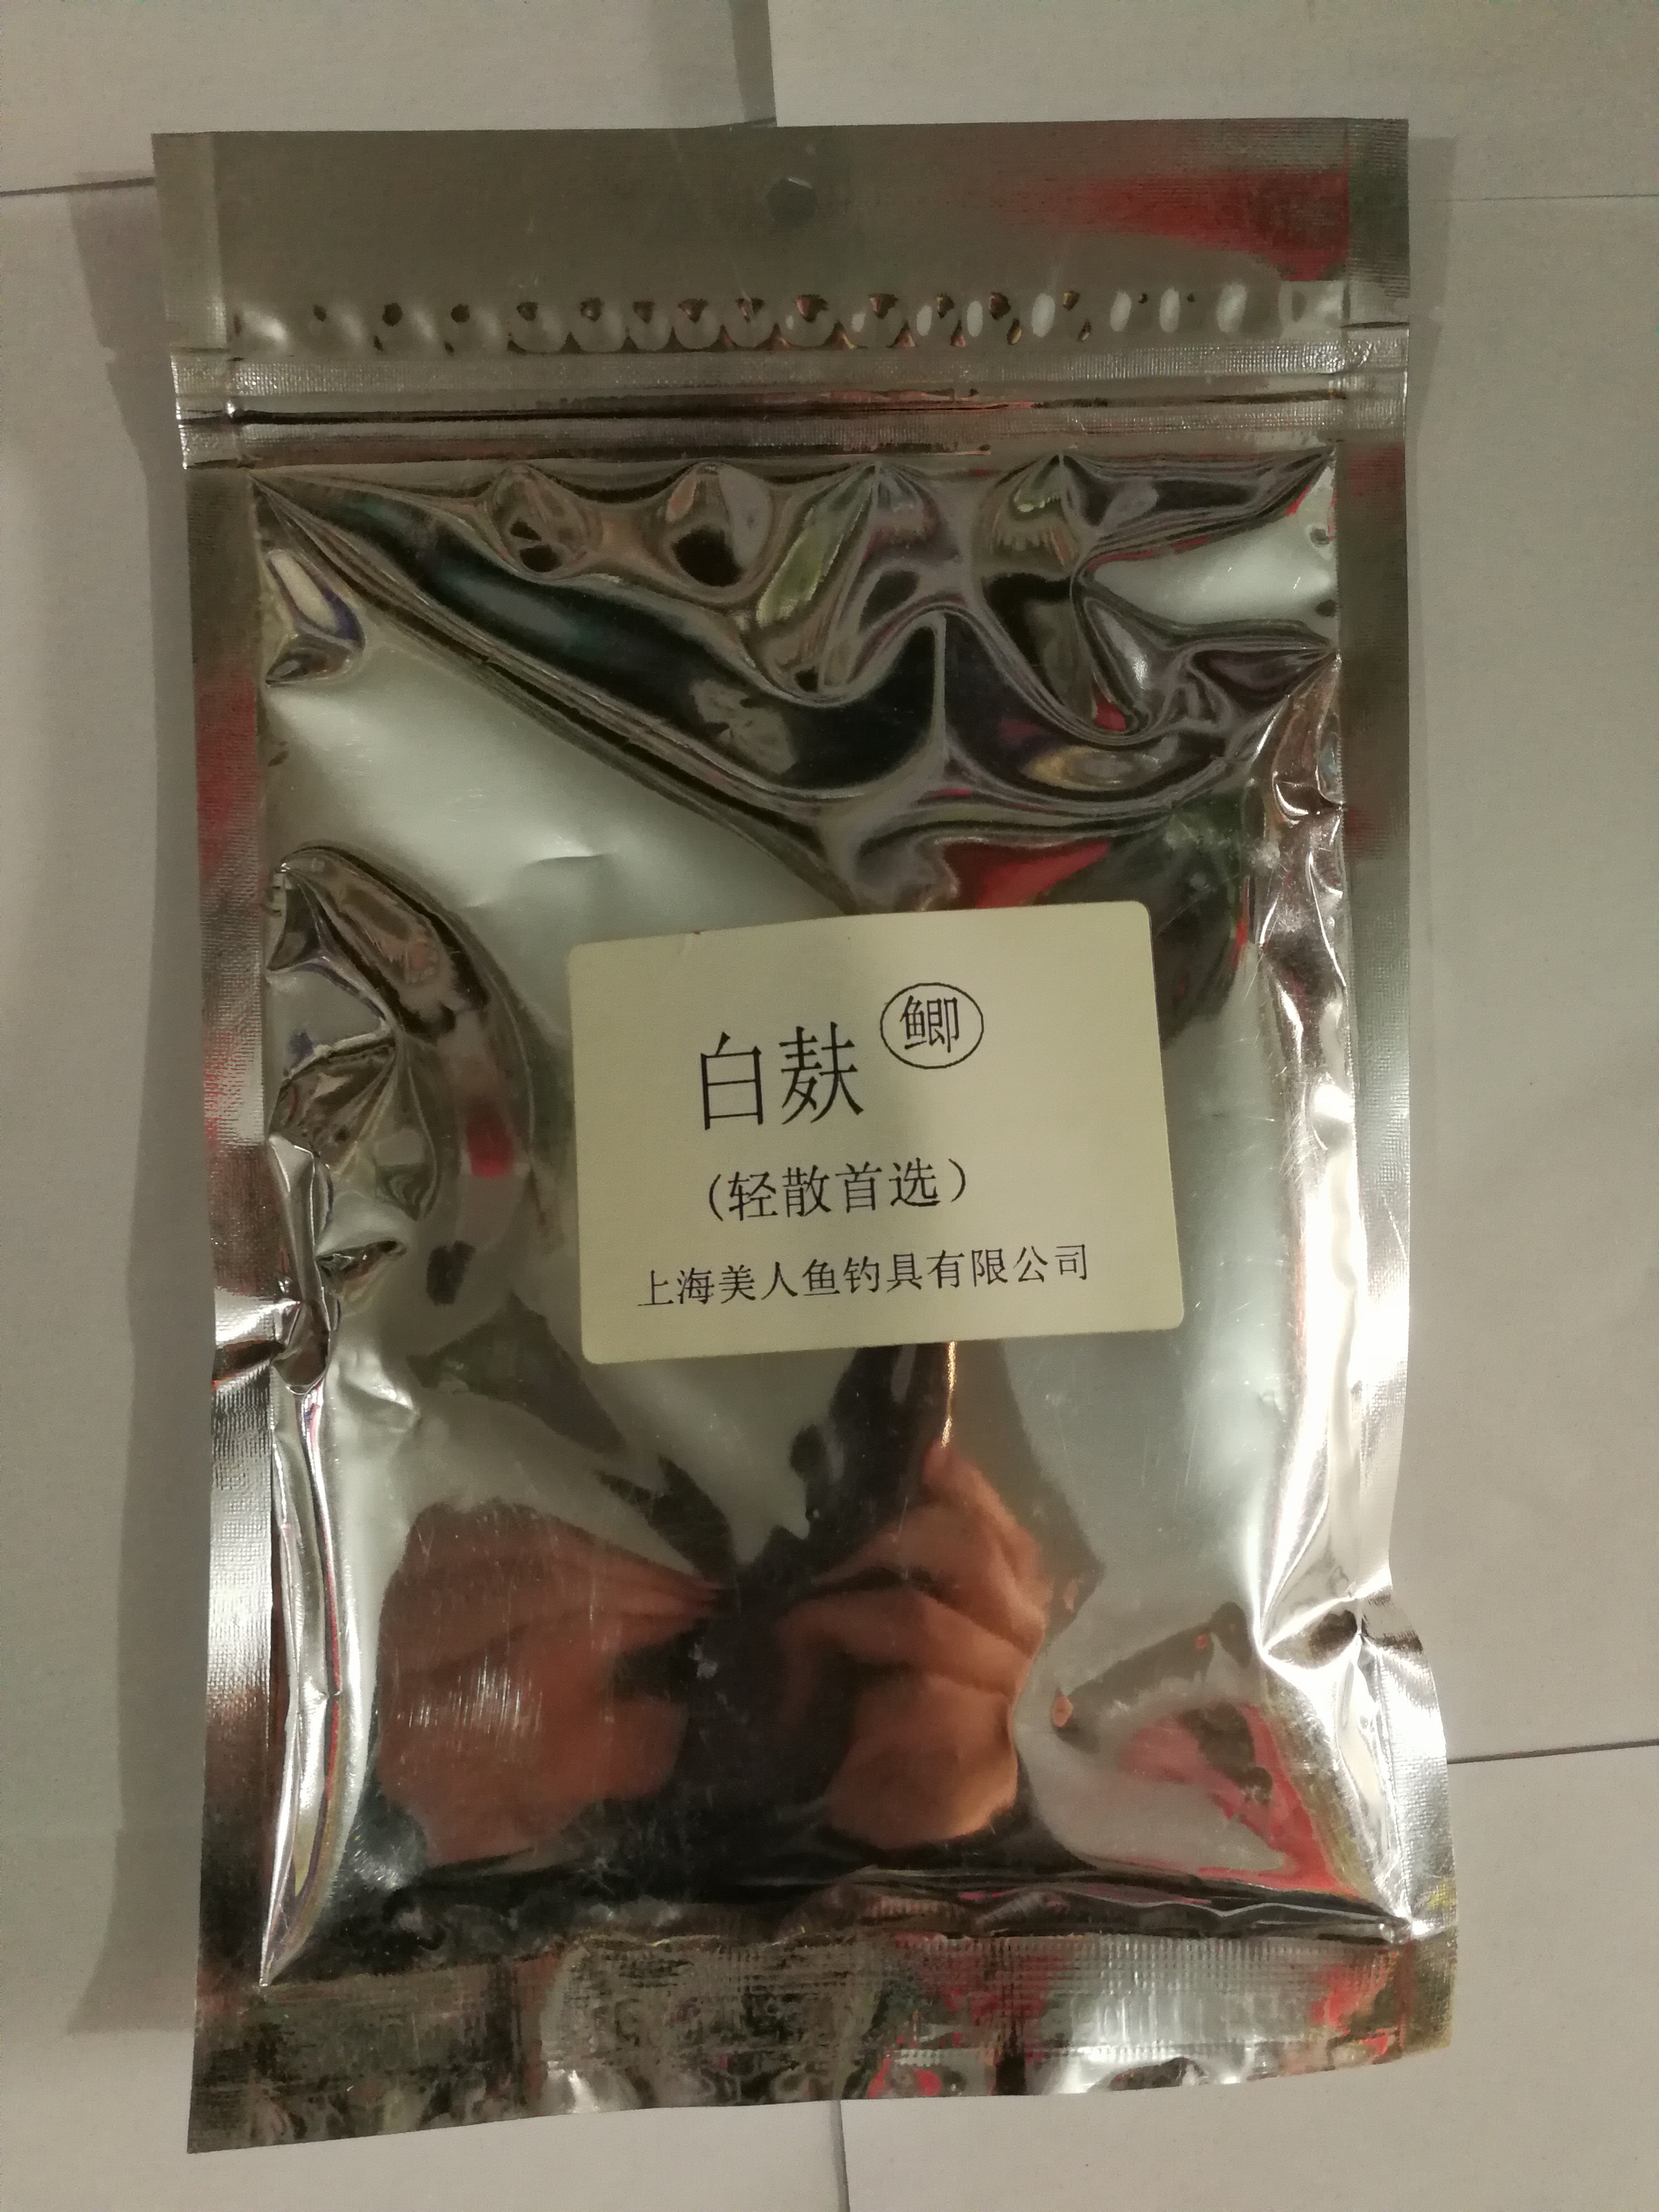 白麸 鲫
（轻散首选）
上海美人鱼钓具有限公司